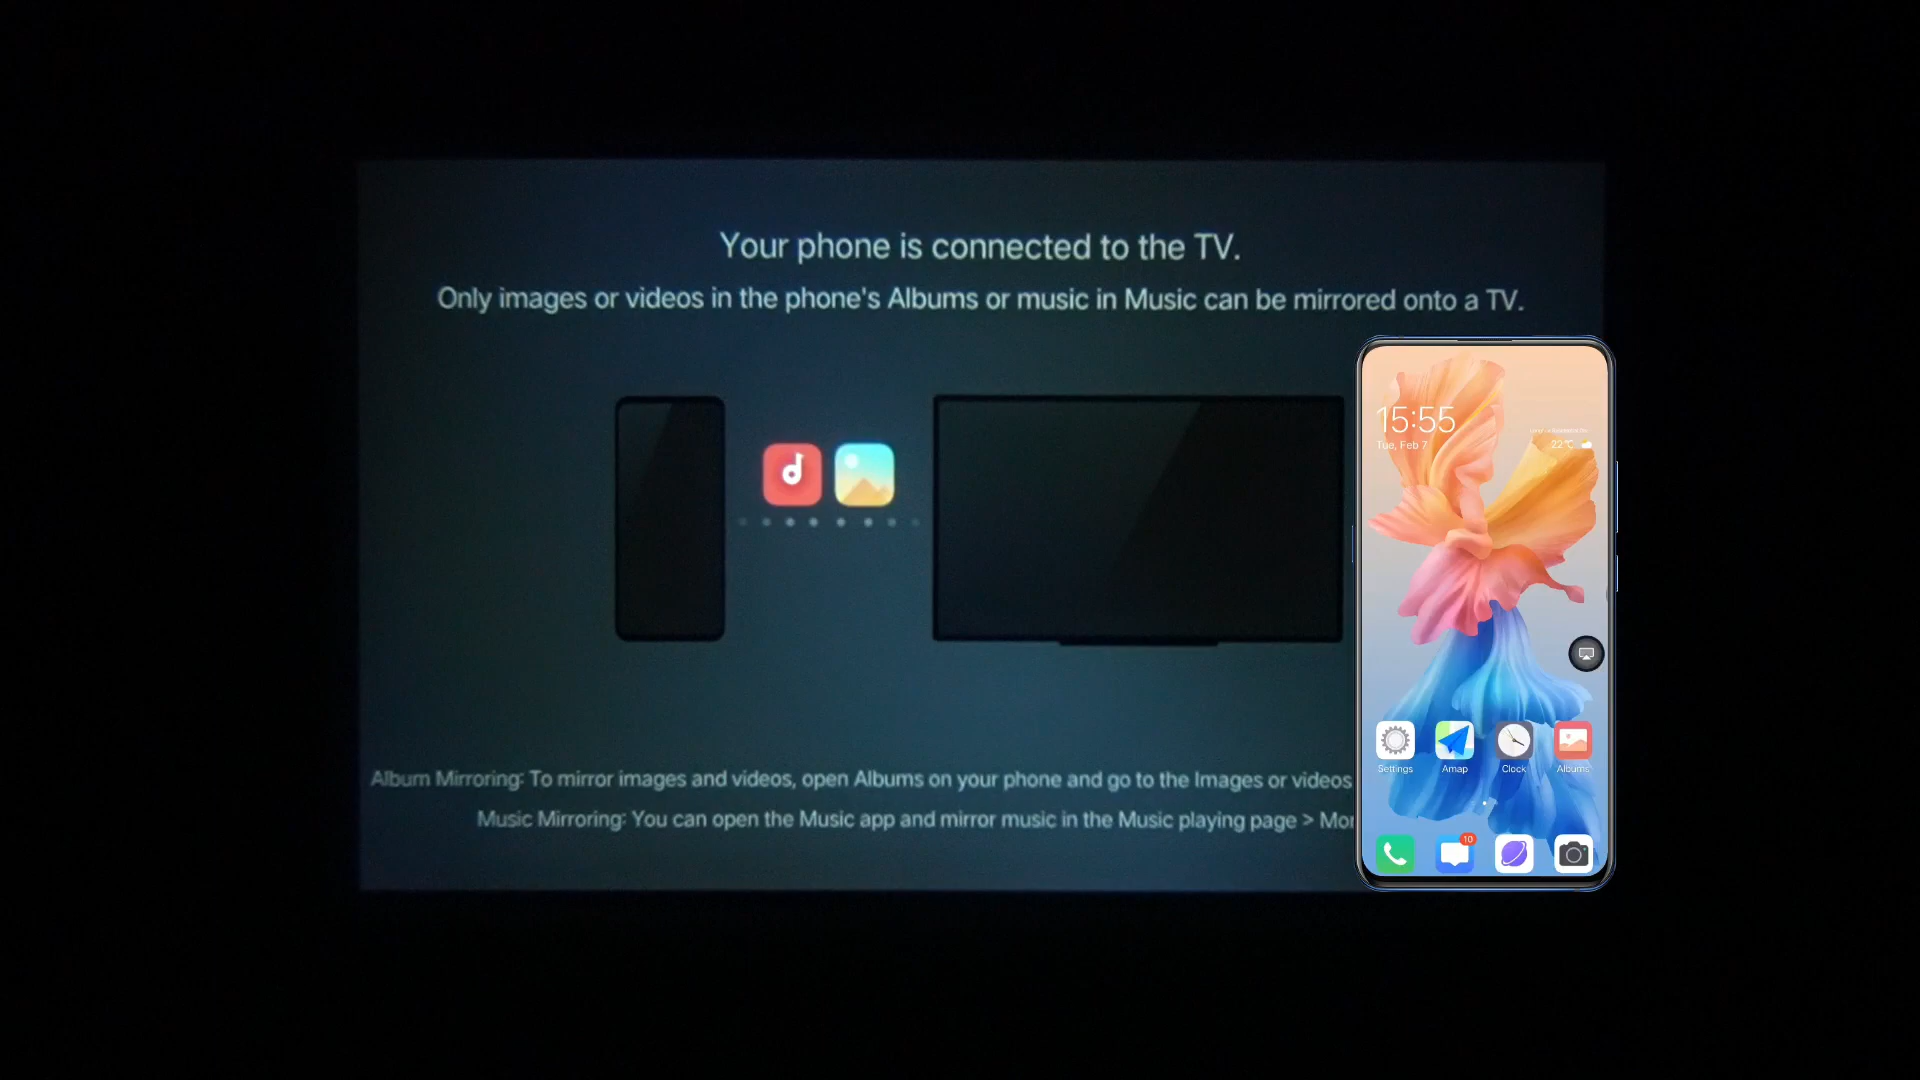 Your phone is connected to the TV.
Only images or videos in the phone's Albums or music in Music can be mirrored onto a TV.
15:55
Tue, Feb 7
22℃
Album Mirroring: To mirror images and videos, open Albums on your phone and go to the Images or videos
Music Mirroring: You can open the Music app and mirror music in the Music playing page >
Settings
Amap
Clock
Albums
10